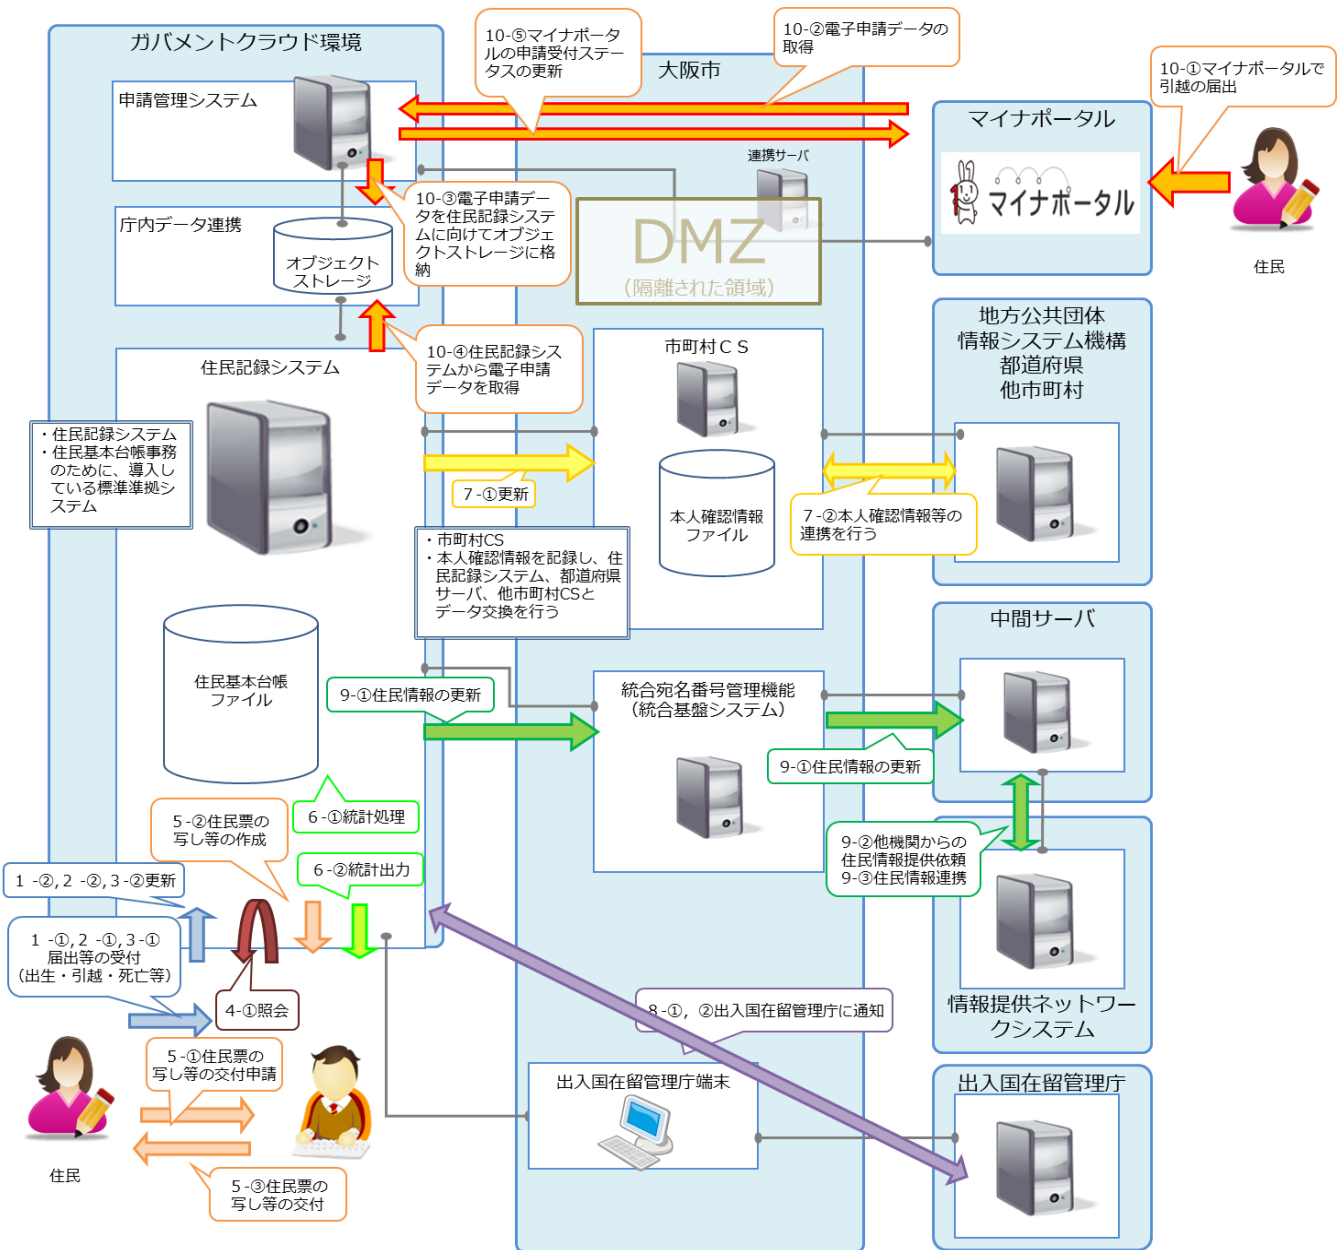 ガバメントクラウド環境
10-⑤マイナポータ
ルの申請受付ステー
タスの更新
10-②電子申請データの
取得
大阪市
10-①マイナポータルで
引越の届出
申請管理システム
マイナポータル
連携サーバ
マイナポータル
住民
10-③電子申請デー
タを住民記録システ
ムに向けてオブジェ
クトストレージに格
納
庁内データ連携
オブジェクト
ストレージ
DMZ
（隔離された領域）
地方公共団体
情報システム機構
都道府県
他市町村
10-④住民記録シス
テムから電子申請
データを取得
市町村ＣＳ
住民記録システム
・住民記録システム
・住民基本台帳事務
のために、導入し
ている標準準拠シ
ステム
7-①更新
本人確認情報
ファイル
7-②本人確認情報等の
連携を行う
・市町村CS
・本人確認情報を記録し、住
民記録システム、都道府県
サーバ、他市町村CSと
データ交換を行う
中間サーバ
住民基本台帳
ファイル
9-①住民情報の更新
統合宛名番号管理機能
（統合基盤システム）
9-①住民情報の更新
6-①統計処理
5-②住民票の
写し等の作成
6-②統計出力
9-②他機関からの
住民情報提供依頼
9-③住民情報連携
1-②,2-②,3-②更新
1-①,2-①,3-①
届出等の受付
（出生・引越・死亡等）
4-①照会
8-①，②出入国在留管理庁に通知
情報提供ネットワー
クシステム
5-①住民票の
写し等の交付申請
出入国在留管理庁端末
出入国在留管理庁
住民
5-③住民票の
写し等の交付